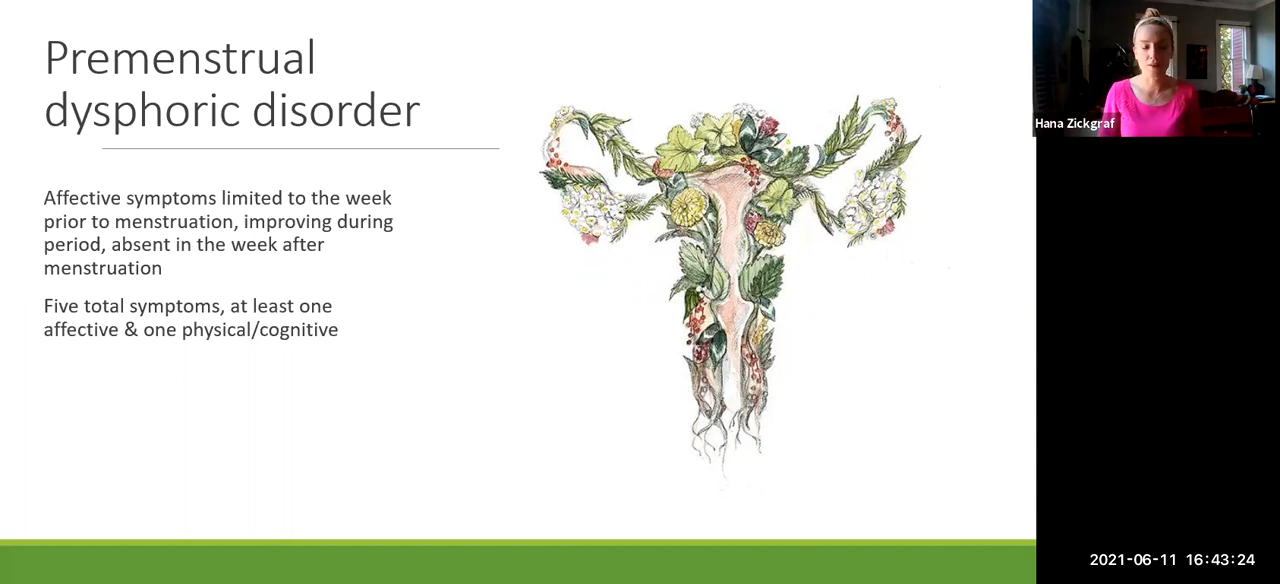 Premenstrual
dysphoric disorder
Affective symptoms limited to the week
prior to menstruation, improving during
period, absent in the week after
menstruation
Five total symptoms, at least one
affective & one physical/cognitive
Hana Zickgraf
2021-06-11 16:43:24